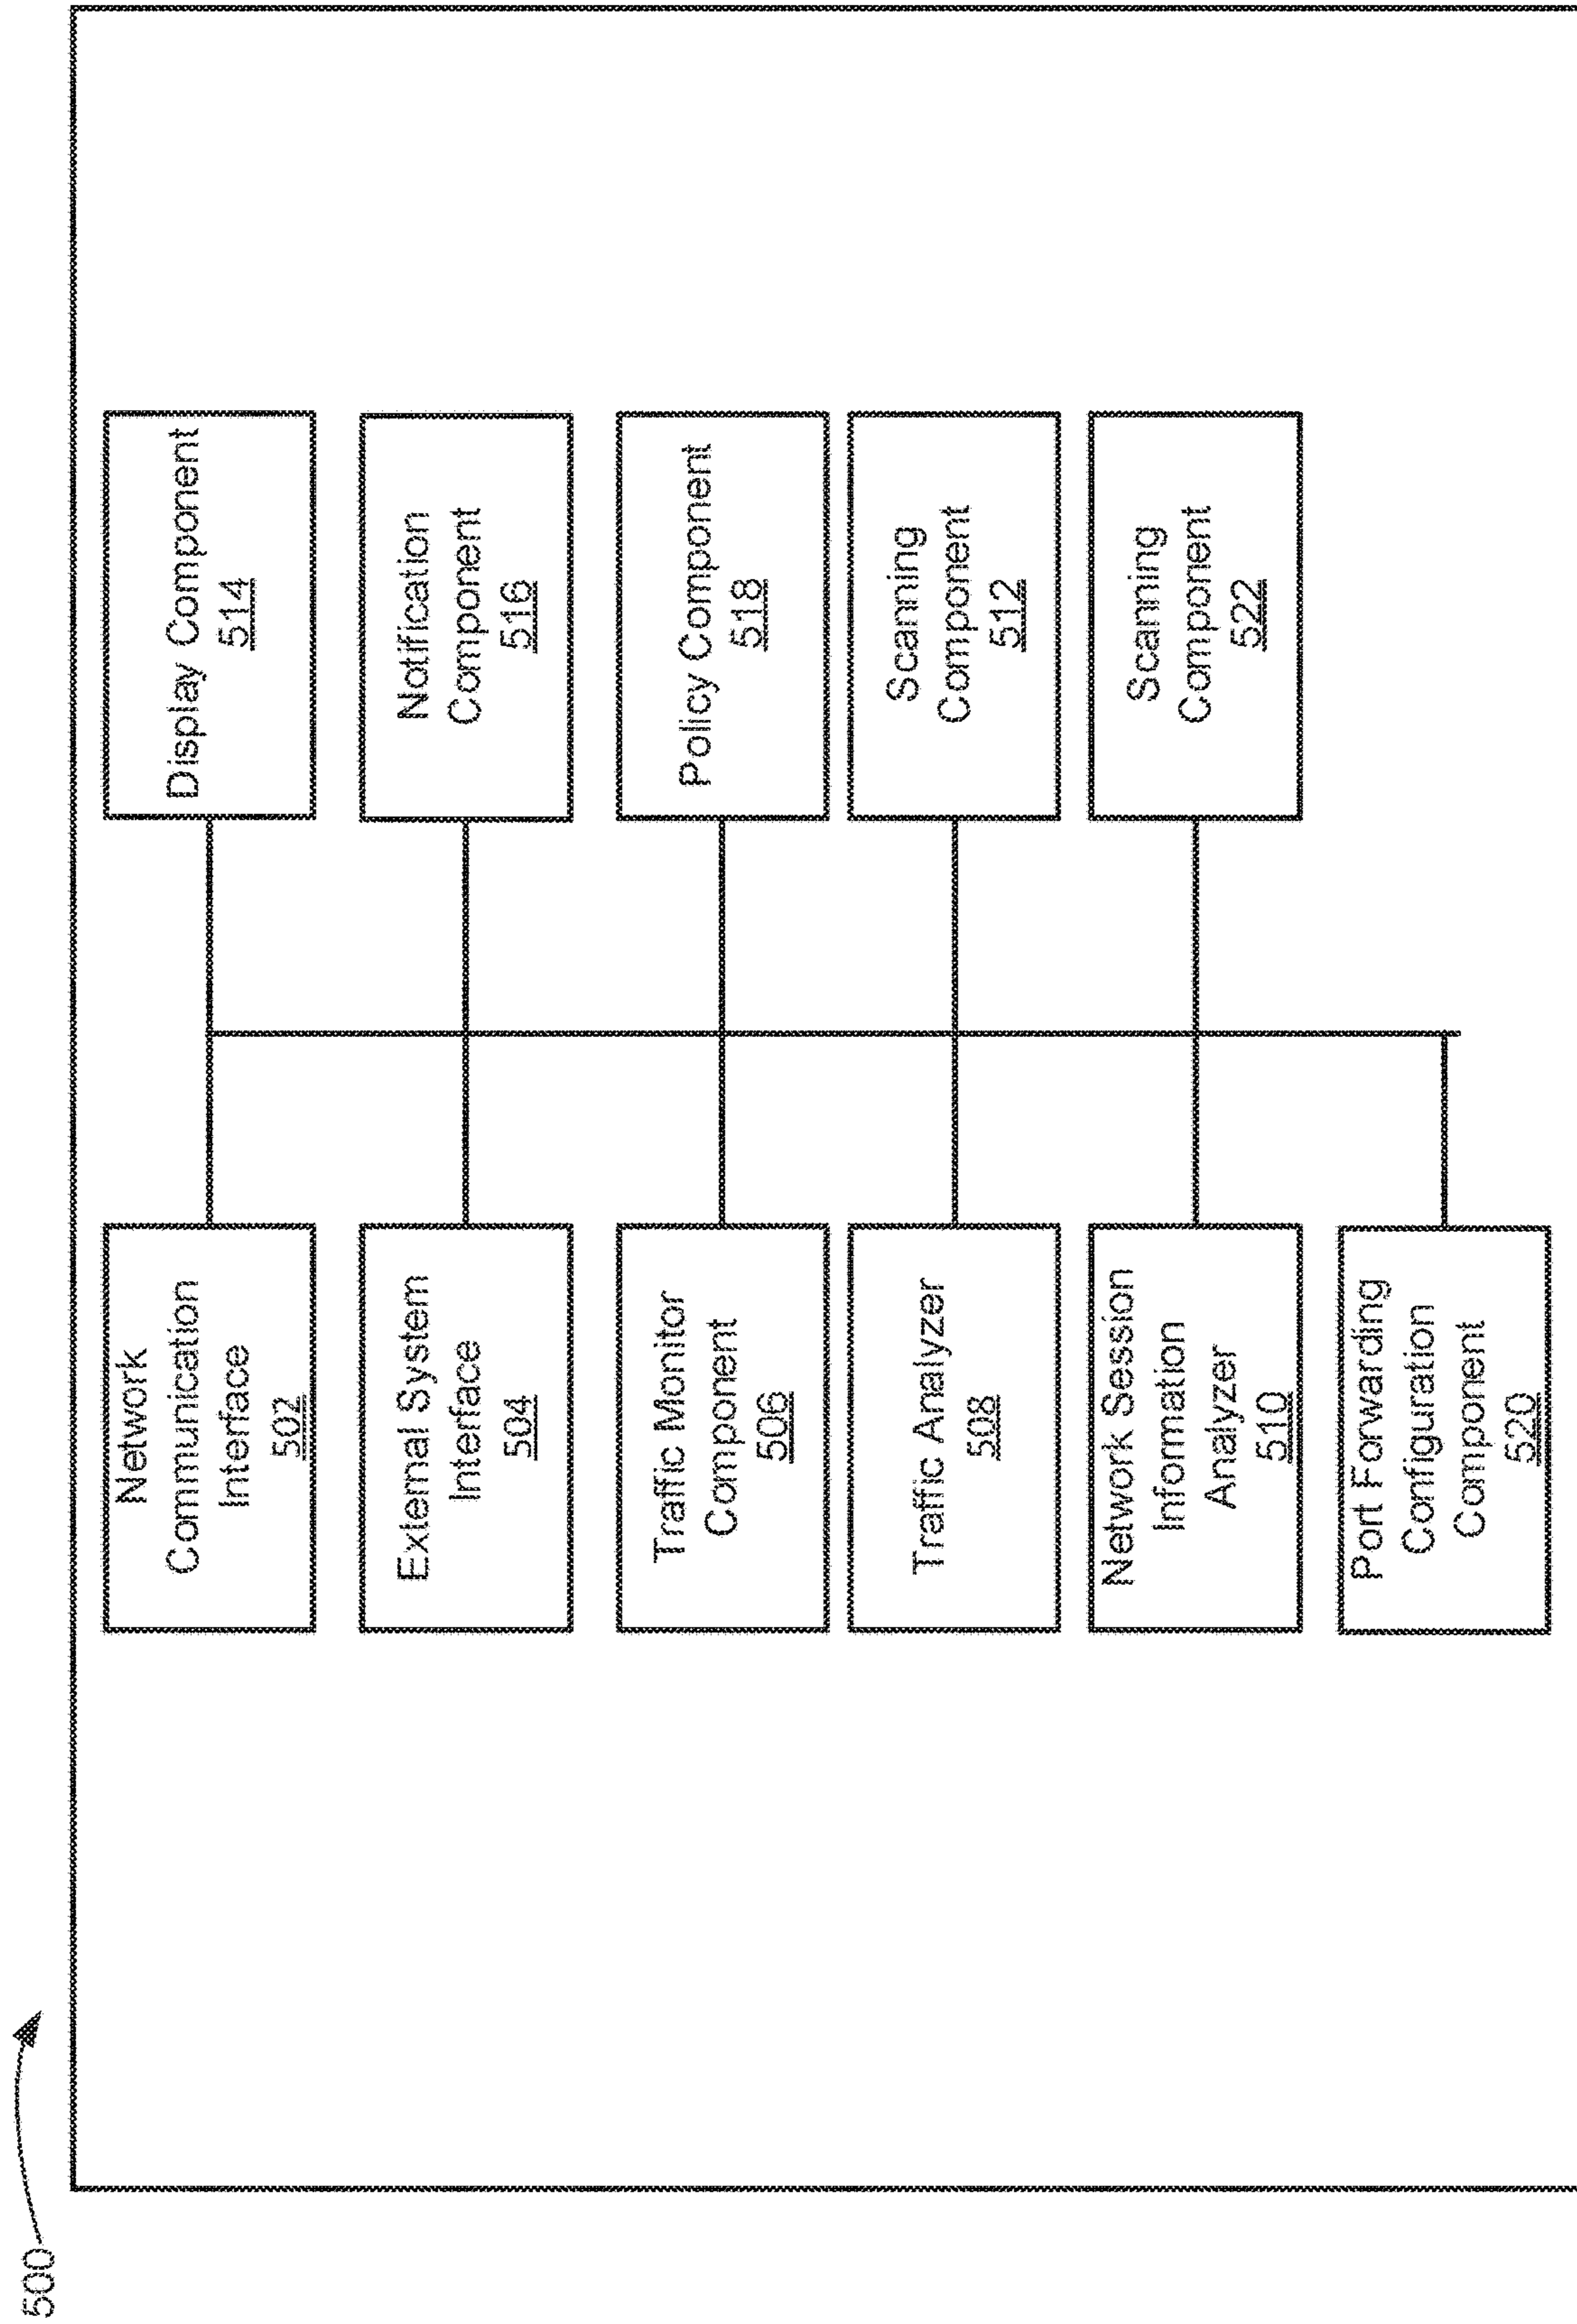 500
Network
Communication
Interface
502
External System
Interface
504
Traffic Monitor
Component
506
Traffic Analyzer
508
Network Session
Information
Analyzer
510
Port Forwarding
Configuration
Component
520
Display Component
514
Notification
Component
516
Policy Component
518
Scanning
Component
512
Scanning
Component
522